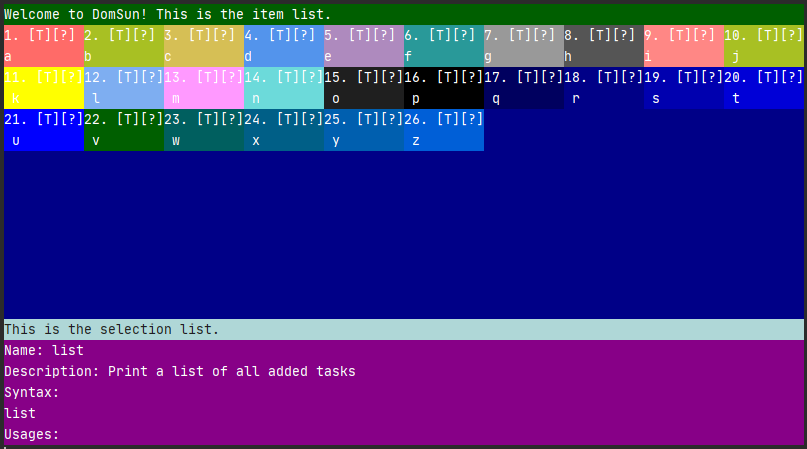 Welcome to DomSun! This is the item list.
1. [T][?] 2. [T][?] 3. [T][?] 4. [T][?] 5. [T][?] 6. [T][?] 7. [T][?] 8. [T][?] 9. [T][?] 10. [T][?]
a b c d e f g h i j
11. [T][?] 12. [T][?] 13. [T][?] 14. [T][?] 15. [T][?] 16. [T][?] 17. [T][?] 18. [T][?] 19. [T][?] 20. [T][?]
k l m n o p q r s t
21. [T][?] 22. [T][?] 23. [T][?] 24. [T][?] 25. [T][?] 26. [T][?]
u v w x y z
This is the selection list.
Name: list
Description: Print a list of all added tasks
Syntax:
list
Usages: